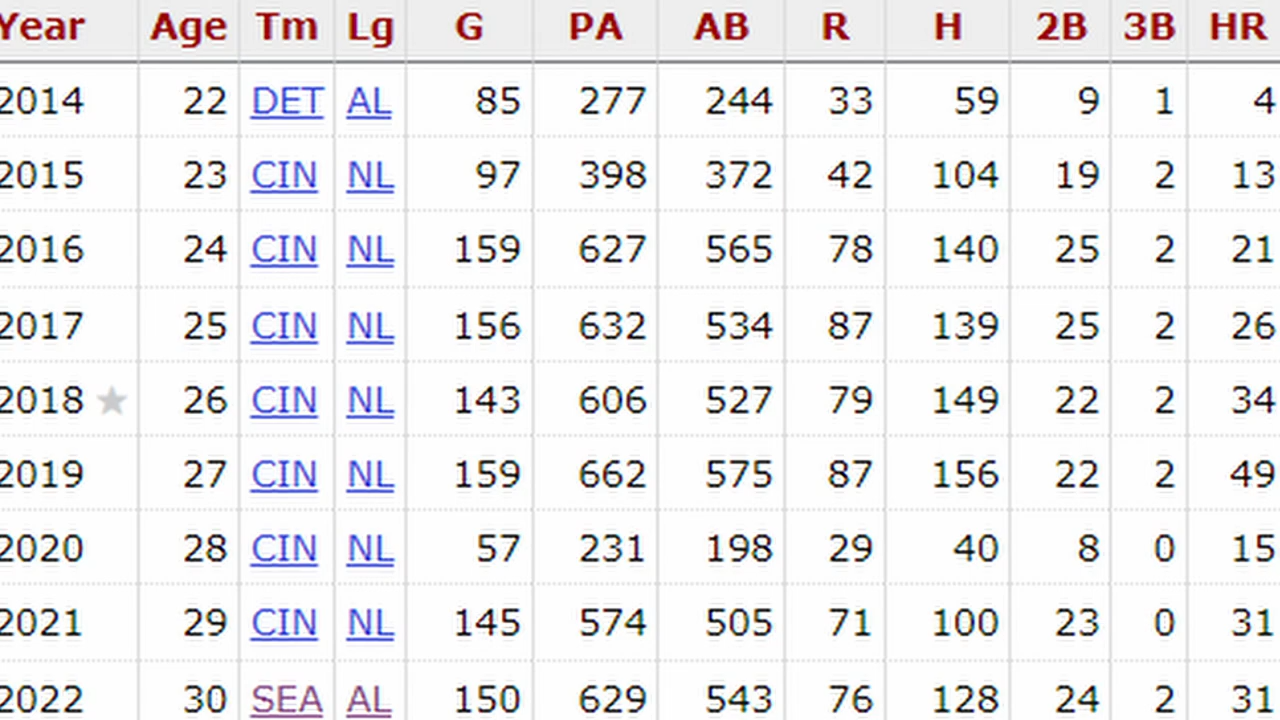 Year Age Tm Lg G PA AB R H 2B 3B HR
2014 22 DET AL 85 277 244 33 59 9 1 4
2015 23 CIN NL 97 398 372 42 104 19 2 13
2016 24 CIN NL 159 627 565 78 140 25 2 21
2017 25 CIN NL 156 632 534 87 139 25 2 26
2018 ★ 26 CIN NL 143 606 527 79 149 22 2 34
2019 27 CIN NL 159 662 575 87 156 22 2 49
2020 28 CIN NL 57 231 198 29 40 8 0 15
2021 29 CIN NL 145 574 505 71 100 23 0 31
2022 30 SEA AL 150 629 543 76 128 24 2 31